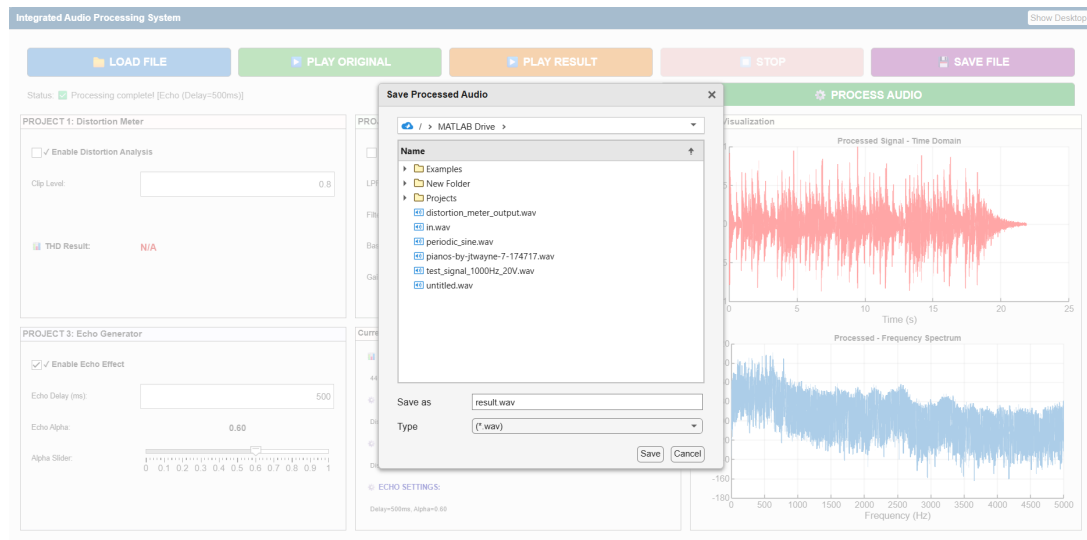 Integrated Audio Processing System
Show Desktop
LOAD FILE
PLAY ORIGINAL
PLAY RESULT
STOP
SAVE FILE
Status: ✅ Processing complete! [Echo (Delay=500ms)]
PROCESS AUDIO
PROJECT 1: Distortion Meter
✓ Enable Distortion Analysis
Clip Level:
0.8
THD Result:
N/A
PROJECT 3: Echo Generator
✓ Enable Echo Effect
Echo Delay (ms):
500
Echo Alpha:
0.60
Alpha Slider:
0 0.1 0.2 0.3 0.4 0.5 0.6 0.7 0.8 0.9 1
Save Processed Audio
/ > MATLAB Drive >
Name
Examples
New Folder
Projects
distortion_meter_output.wav
in.wav
periodic_sine.wav
pianos-by-jtwayne-7-174717.wav
test_signal_1000Hz_20V.wav
untitled.wav
Save as
result.wav
Type
(*.wav)
Save
Cancel
ECHO SETTINGS:
Delay=500ms, Alpha=0.60
Visualization
Processed Signal - Time Domain
0 5 10 15 20 25
Time (s)
Processed - Frequency Spectrum
-160
-180
0 500 1000 1500 2000 2500 3000 3500 4000 4500 5000
Frequency (Hz)